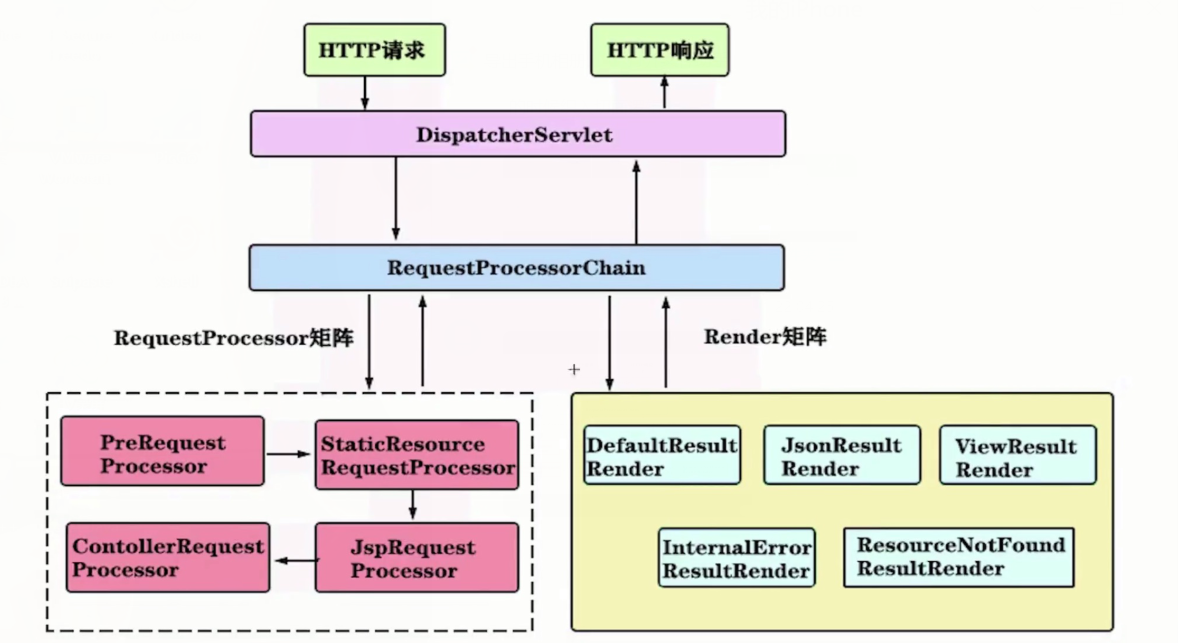 HTTP请求
HTTP响应
DispatcherServlet
RequestProcessorChain
RequestProcessor矩阵
Render矩阵
PreRequest
Processor
StaticResource
RequestProcessor
ContollerRequest
Processor
JspRequest
Processor
DefaultResult
Render
JsonResult
Render
ViewResult
Render
InternalError
ResultRender
ResourceNotFound
ResultRender